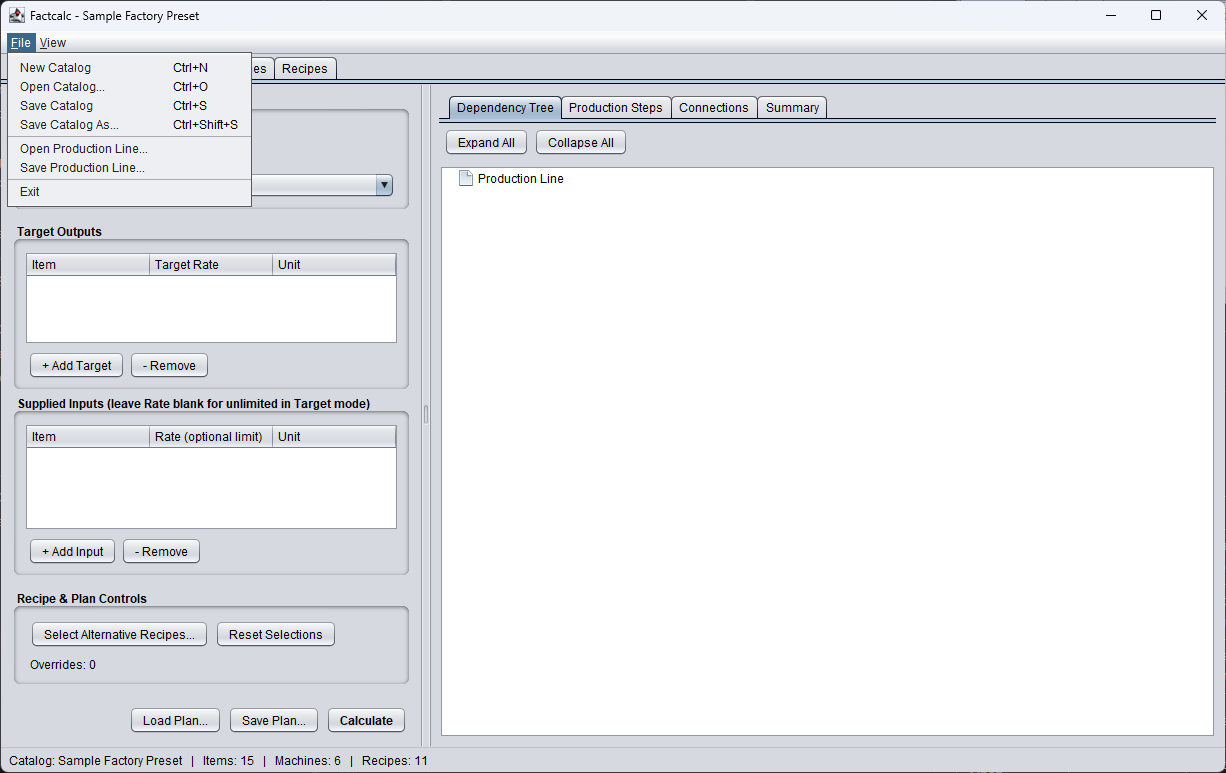 Factcalc - Sample Factory Preset
File View
New Catalog Ctrl+N
Open Catalog... Ctrl+O
Save Catalog Ctrl+S
Save Catalog As... Ctrl+Shift+S
Open Production Line...
Save Production Line...
Exit
es Recipes
Target Outputs
Item Target Rate Unit
+ Add Target - Remove
Supplied Inputs (leave Rate blank for unlimited in Target mode)
Item Rate (optional limit) Unit
+ Add Input - Remove
Recipe & Plan Controls
Select Alternative Recipes... Reset Selections
Overrides: 0
Load Plan... Save Plan... Calculate
Dependency Tree Production Steps Connections Summary
Expand All Collapse All
Production Line
Catalog: Sample Factory Preset | Items: 15 | Machines: 6 | Recipes: 11